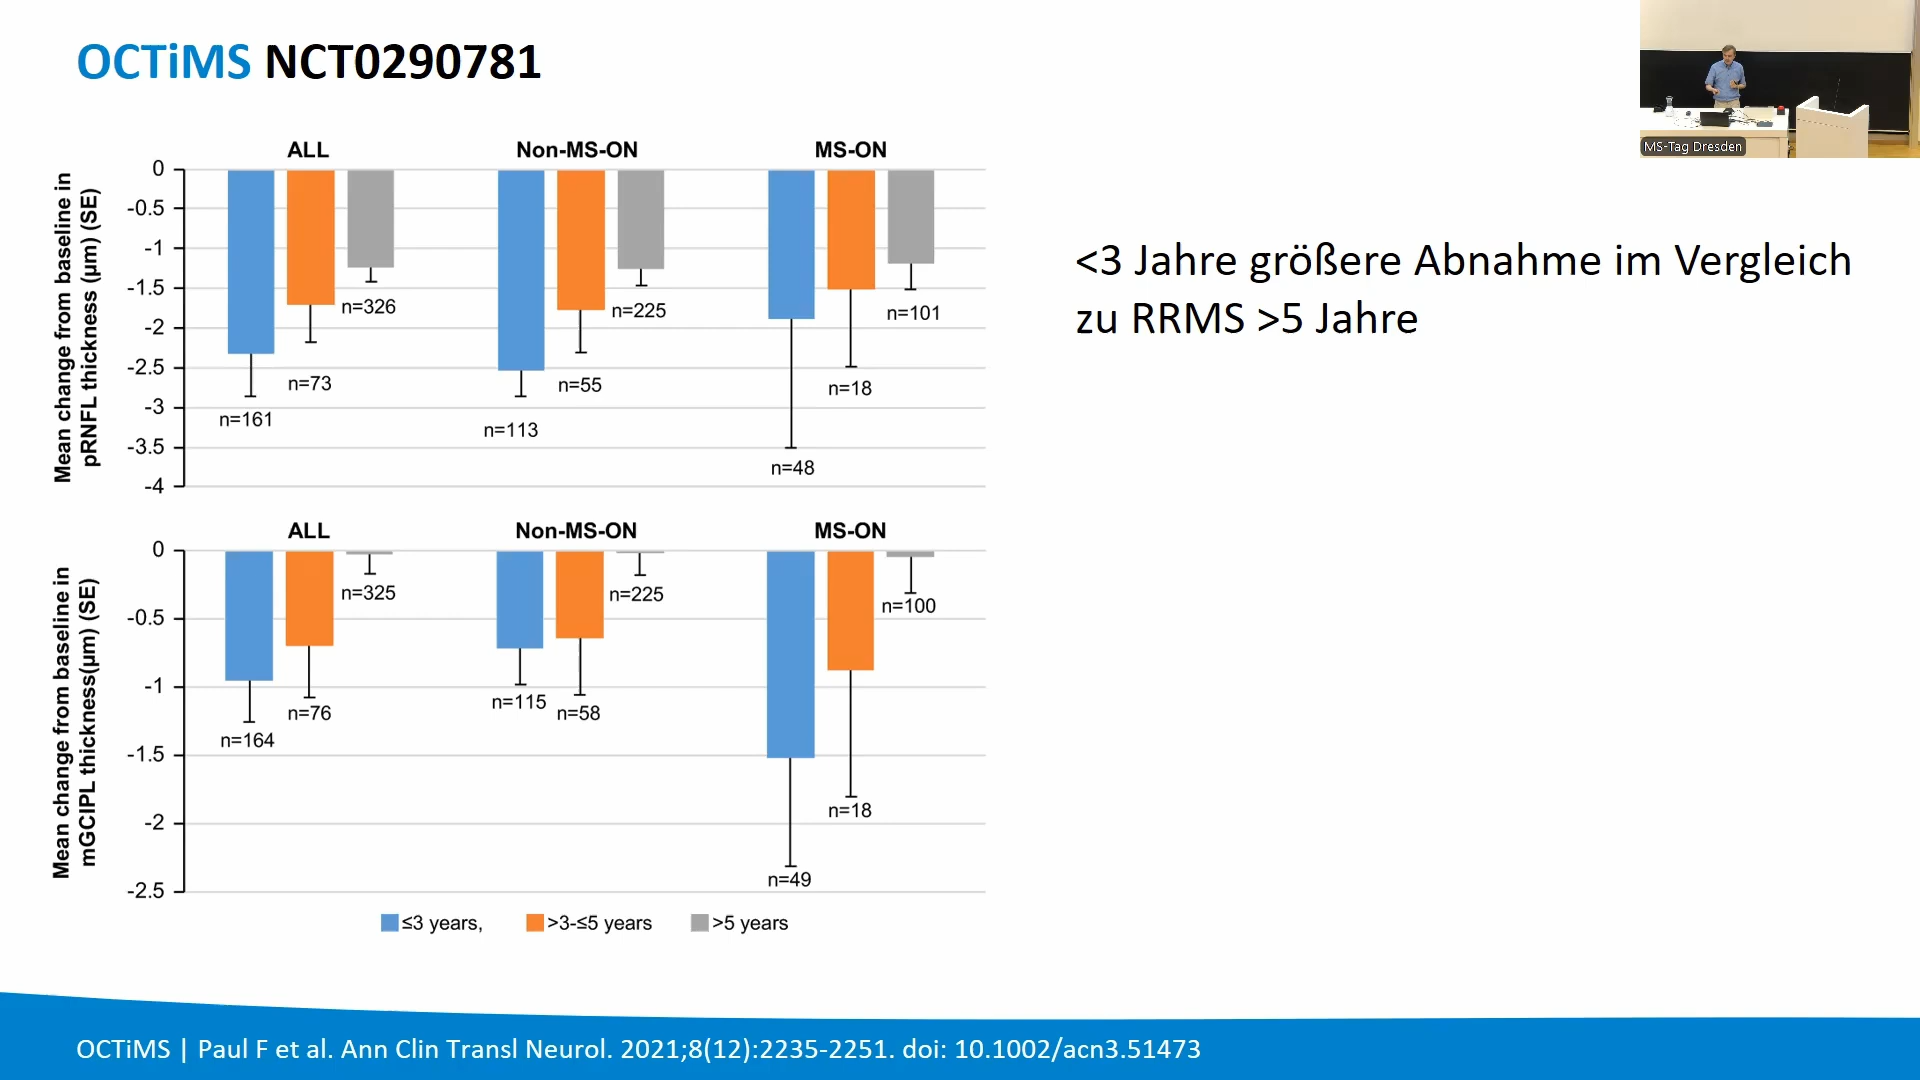 OCTiMS NCT0290781
MS-Tag Dresden
ALL Non-MS-ON MS-ON
Mean change from baseline in
pRNFL thickness (μm) (SE)
0
-0.5
-1
-1.5
-2
-2.5
-3
-3.5
-4
n=161
n=73
n=326
n=113
n=55
n=225
n=48
n=18
n=101
<3 Jahre größere Abnahme im Vergleich
zu RRMS >5 Jahre
ALL Non-MS-ON MS-ON
Mean change from baseline in
mGCIPL thickness(μm) (SE)
0
-0.5
-1
-1.5
-2
-2.5
n=164
n=76
n=325
n=115
n=58
n=225
n=49
n=18
n=100
≤3 years, >3-≤5 years >5 years
OCTiMS | Paul F et al. Ann Clin Transl Neurol. 2021;8(12):2235-2251. doi: 10.1002/acn3.51473